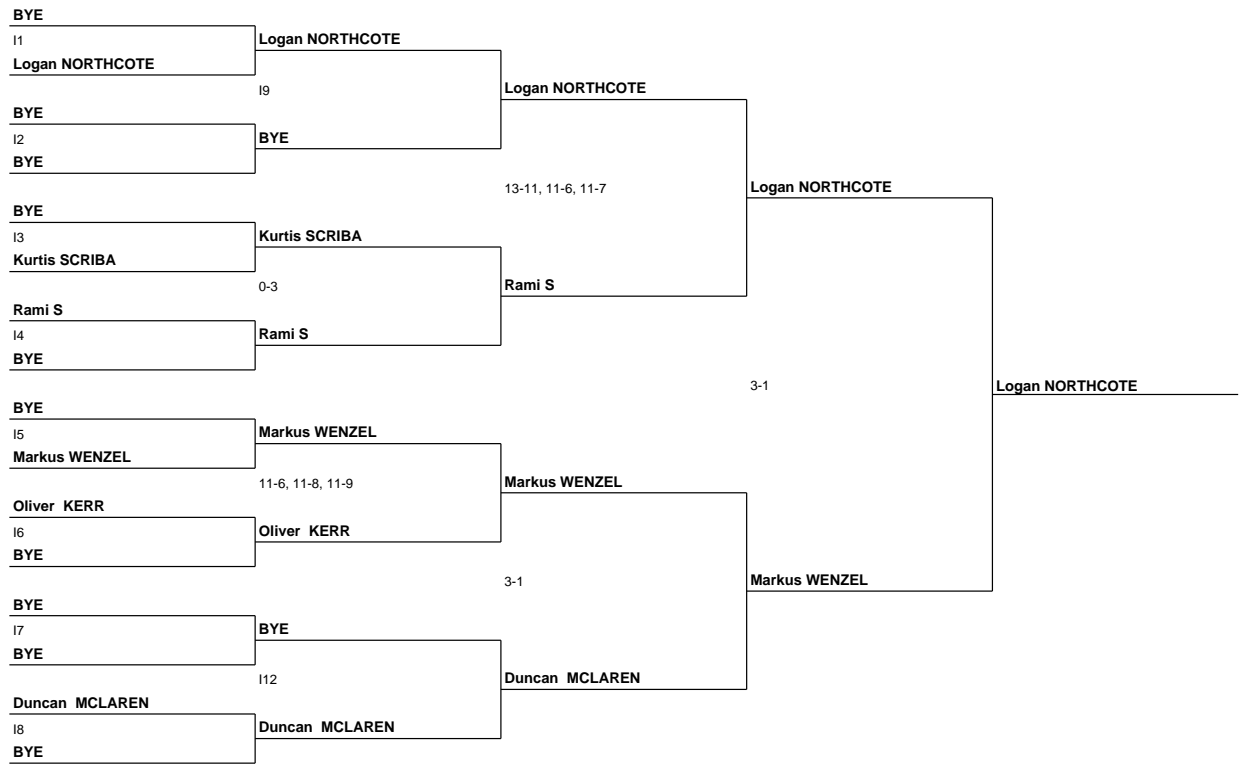 BYE
I1
Logan NORTHCOTE
Logan NORTHCOTE
I9
Logan NORTHCOTE
BYE
I2
BYE
BYE
13-11, 11-6, 11-7
Logan NORTHCOTE
BYE
I3
Kurtis SCRIBA
Kurtis SCRIBA
0-3
Rami S
Rami S
I4
Rami S
BYE
3-1
Logan NORTHCOTE
BYE
I5
Markus WENZEL
Markus WENZEL
11-6, 11-8, 11-9
Markus WENZEL
Oliver  KERR
I6
Oliver  KERR
BYE
3-1
Markus WENZEL
BYE
I7
BYE
BYE
I12
Duncan  MCLAREN
Duncan  MCLAREN
I8
Duncan  MCLAREN
BYE